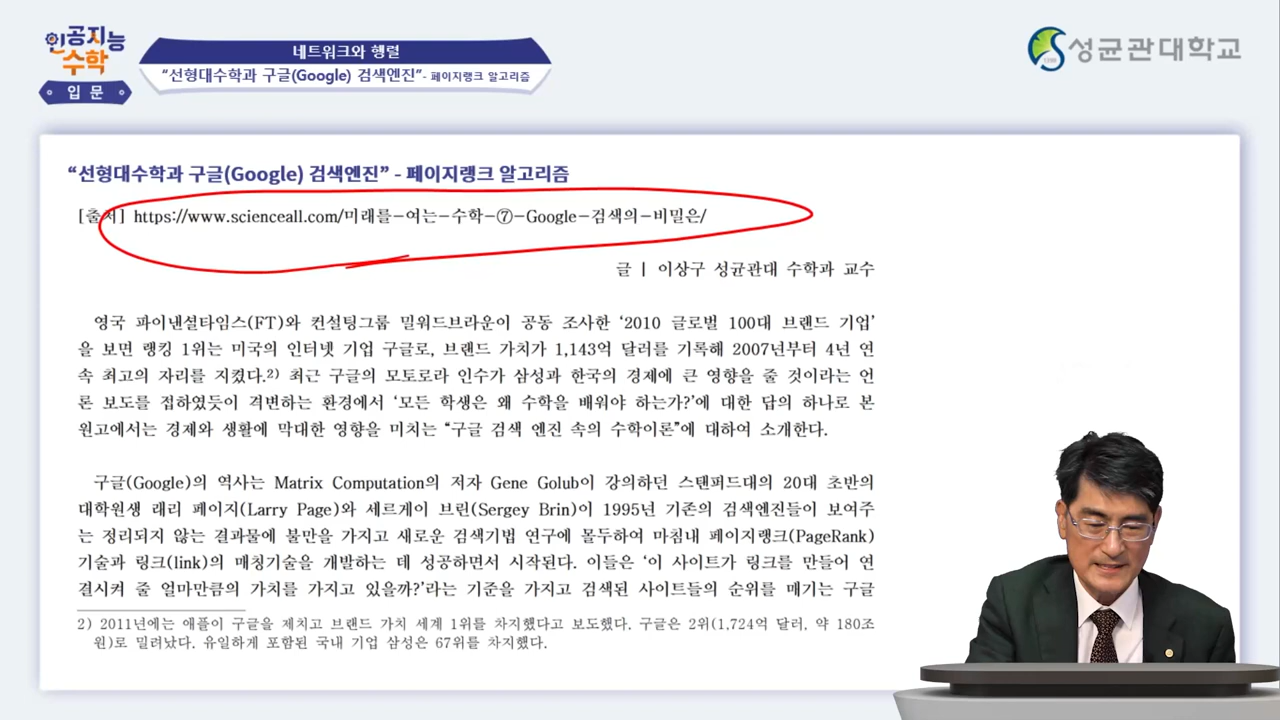 인공지능
수학
입문
네트워크와 행렬
“선형대수학과 구글(Google) 검색엔진”- 페이지랭크 알고리즘
성균관대학교
“선형대수학과 구글(Google) 검색엔진” - 페이지랭크 알고리즘
[출처] https://www.scienceall.com/미래를-여는-수학-⑦-Google-검색의-비밀은/
글 | 이상구 성균관대 수학과 교수
영국 파이낸셜타임스(FT)와 컨설팅그룹 밀워드브라운이 공동 조사한 ‘2010 글로벌 100대 브랜드 기업’
을 보면 랭킹 1위는 미국의 인터넷 기업 구글로, 브랜드 가치가 1,143억 달러를 기록해 2007년부터 4년 연
속 최고의 자리를 지켰다.2) 최근 구글의 모토로라 인수가 삼성과 한국의 경제에 큰 영향을 줄 것이라는 언
론 보도를 접하였듯이 격변하는 환경에서 ‘모든 학생은 왜 수학을 배워야 하는가?’에 대한 답의 하나로 본
원고에서는 경제와 생활에 막대한 영향을 미치는 “구글 검색 엔진 속의 수학이론”에 대하여 소개한다.
구글(Google)의 역사는 Matrix Computation의 저자 Gene Golub이 강의하던 스탠퍼드대의 20대 초반의
대학원생 래리 페이지(Larry Page)와 세르게이 브린(Sergey Brin)이 1995년 기존의 검색엔진들이 보여주
는 정리되지 않는 결과물에 불만을 가지고 새로운 검색기법 연구에 몰두하여 마침내 페이지랭크(PageRank)
기술과 링크(link)의 매칭기술을 개발하는 데 성공하면서 시작된다. 이들은 ‘이 사이트가 링크를 만들어 연
결시켜 줄 얼마만큼의 가치를 가지고 있을까?’라는 기준을 가지고 검색된 사이트들의 순위를 매기는 구글
2) 2011년에는 애플이 구글을 제치고 브랜드 가치 세계 1위를 차지했다고 보도했다. 구글은 2위(1,724억 달러, 약 180조
원)로 밀려났다. 유일하게 포함된 국내 기업 삼성은 67위를 차지했다.